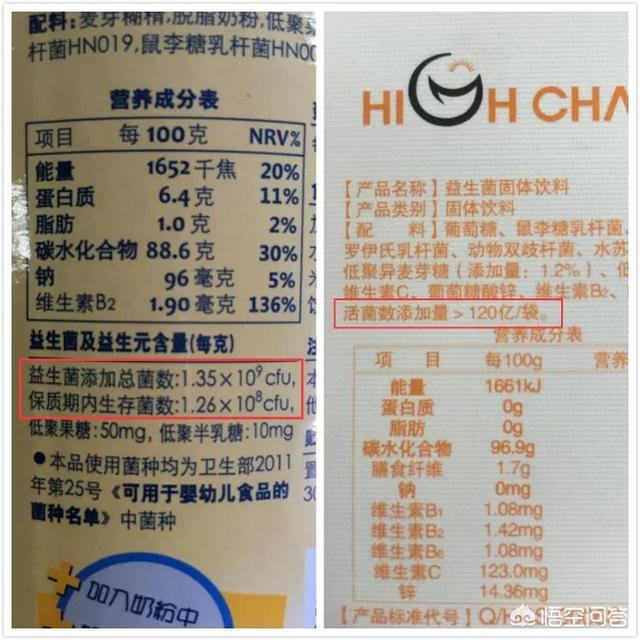 配料:麦芽糊精,脱脂奶粉,低聚
杆菌HN019,鼠李糖乳杆菌HN00
营养成分表
项目 每100克 NRV%
能量 1652千焦 20%
蛋白质 6.4克 11%
脂肪 1.0克 2%
碳水化合物 88.6克 30%
钠 96毫克 5%
维生素B2 1.90毫克 136%
益生菌及益生元含量(每克)
益生菌添加总菌数:1.35×10⁹cfu,
保质期内生存菌数:1.26×10⁸cfu,
低聚果糖:50mg,低聚半乳糖:10mg
●本品使用菌种均为卫生部2011
年第25号《可用于婴幼儿食品的
菌种名单》中菌种
加入奶粉中
HIGH CHA
【产品名称】益生菌固体饮料
【产品类别】固体饮料
【配 料】葡萄糖、鼠李糖乳杆菌、
罗伊氏乳杆菌、动物双歧杆菌、水苏
低聚异麦芽糖(添加量:1.2%)、低
维生素C、葡萄糖酸锌、维生素B₂、
活菌数添加量>120亿/袋。
营养成分表
项 目 每100g 营养
能量 1661kJ
蛋白质 0g
脂肪 0g
碳水化合物 96.9g
膳食纤维 1.7g
钠 0mg
维生素B₁ 1.08mg
维生素B₂ 1.42mg
维生素B₆ 1.08mg
维生素C 123.0mg
锌 14.36mg
【产品标准代号】Q/H
悟空问答